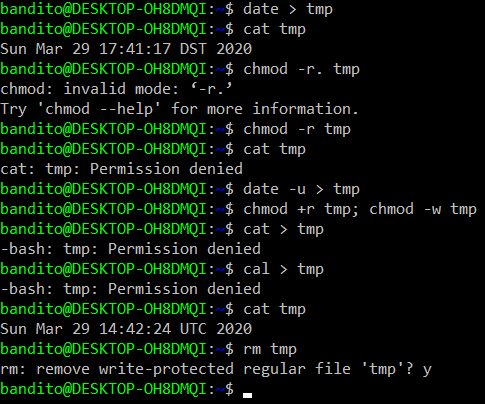 bandito@DESKTOP-OH8DMQI:~$ date > tmp
bandito@DESKTOP-OH8DMQI:~$ cat tmp
Sun Mar 29 17:41:17 DST 2020
bandito@DESKTOP-OH8DMQI:~$ chmod -r. tmp
chmod: invalid mode: ‘-r.’
Try 'chmod --help' for more information.
bandito@DESKTOP-OH8DMQI:~$ chmod -r tmp
bandito@DESKTOP-OH8DMQI:~$ cat tmp
cat: tmp: Permission denied
bandito@DESKTOP-OH8DMQI:~$ date -u > tmp
bandito@DESKTOP-OH8DMQI:~$ chmod +r tmp; chmod -w tmp
bandito@DESKTOP-OH8DMQI:~$ cat > tmp
-bash: tmp: Permission denied
bandito@DESKTOP-OH8DMQI:~$ cal > tmp
-bash: tmp: Permission denied
bandito@DESKTOP-OH8DMQI:~$ cat tmp
Sun Mar 29 14:42:24 UTC 2020
bandito@DESKTOP-OH8DMQI:~$ rm tmp
rm: remove write-protected regular file 'tmp'? y
bandito@DESKTOP-OH8DMQI:~$